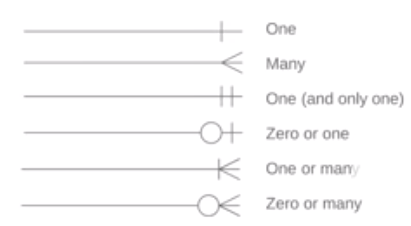 One
Many
One (and only one)
Zero or one
One or many
Zero or many